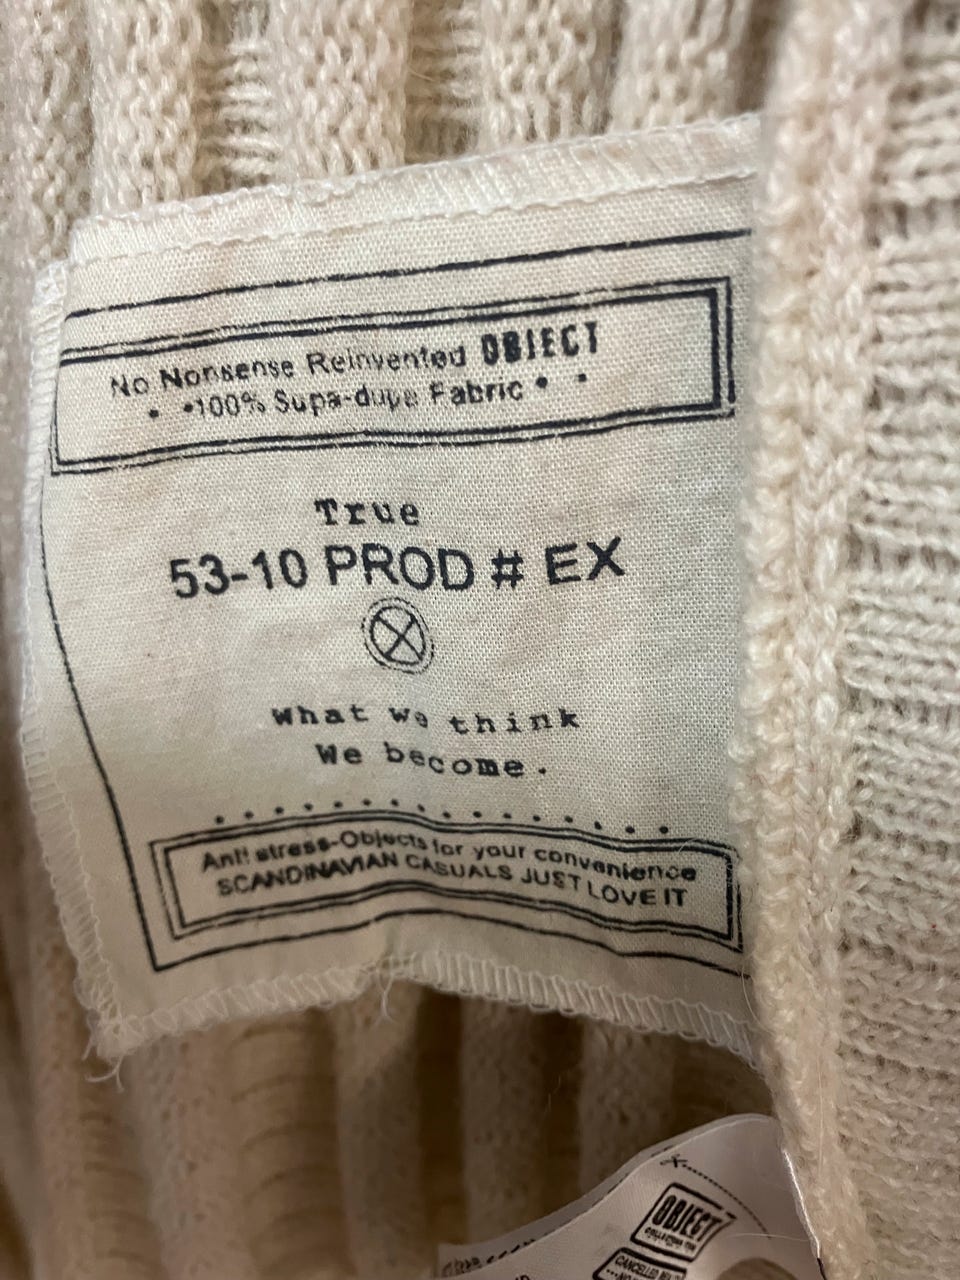 No Nonsense Reinvented OBJECT
• •100% Supa-dupa Fabric • •
True
53-10 PROD # EX
What we think
We become.
Anti stress-Objects for your convenience
SCANDINAVIAN CASUALS JUST LOVE IT
OBJECT